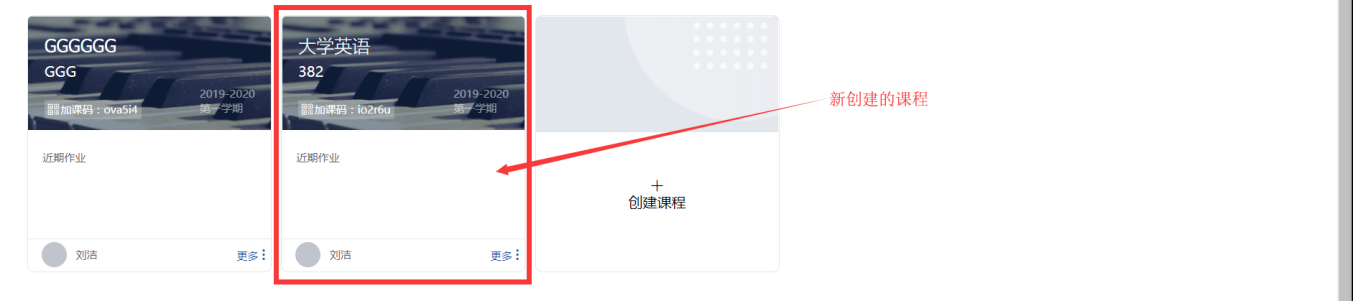 GGGGGG
GGG
2019-2020
加课码：ova5i4
第一学期
近期作业
刘洁
更多
大学英语
382
2019-2020
加课码：io2r6u
第一学期
近期作业
刘洁
更多
+
创建课程
新创建的课程